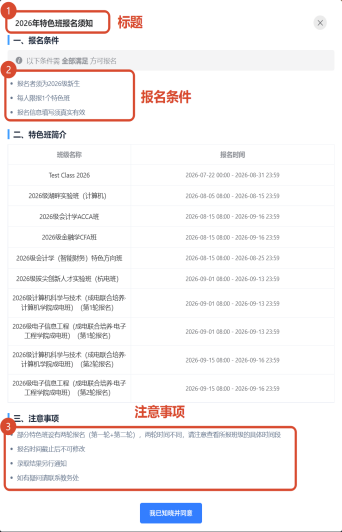 1
2026年特色班报名须知
标题
一、报名条件
以下条件需 全部满足 方可报名
2
报名者须为2026级新生
每人限报1个特色班
报名信息填写须真实有效
报名条件
二、特色班简介
班级名称 报名时间
Test Class 2026 2026-07-22 00:00 - 2026-08-31 23:59
2026级湖畔实验班（计算机） 2026-08-05 08:00 - 2026-08-15 23:59
2026级会计学ACCA班 2026-08-15 08:00 - 2026-09-16 23:59
2026级金融学CFA班 2026-08-15 08:00 - 2026-09-16 23:59
2026级会计学（智能财务）特色方向班 2026-08-15 08:00 - 2026-08-25 23:59
2026级拔尖创新人才实验班（杭电班） 2026-09-01 08:00 - 2026-09-13 23:59
2026级计算机科学与技术（成电联合培养-
计算机学院成电班）（第1轮报名） 2026-09-01 08:00 - 2026-09-13 23:59
2026级电子信息工程（成电联合培养-电子
工程学院成电班）（第1轮报名） 2026-09-01 08:00 - 2026-09-13 23:59
2026级计算机科学与技术（成电联合培养-
计算机学院成电班）（第2轮报名） 2026-09-15 08:00 - 2026-09-16 23:59
2026级电子信息工程（成电联合培养-电子
工程学院成电班）（第2轮报名） 2026-09-15 08:00 - 2026-09-16 23:59
注意事项
三、注意事项
3
部分特色班设有两轮报名（第一轮+第二轮），两轮时间不同，请注意查看所报班级的具体时间段
报名时间截止后不可修改
录取结果另行通知
如有疑问请联系教务处
我已知晓并同意